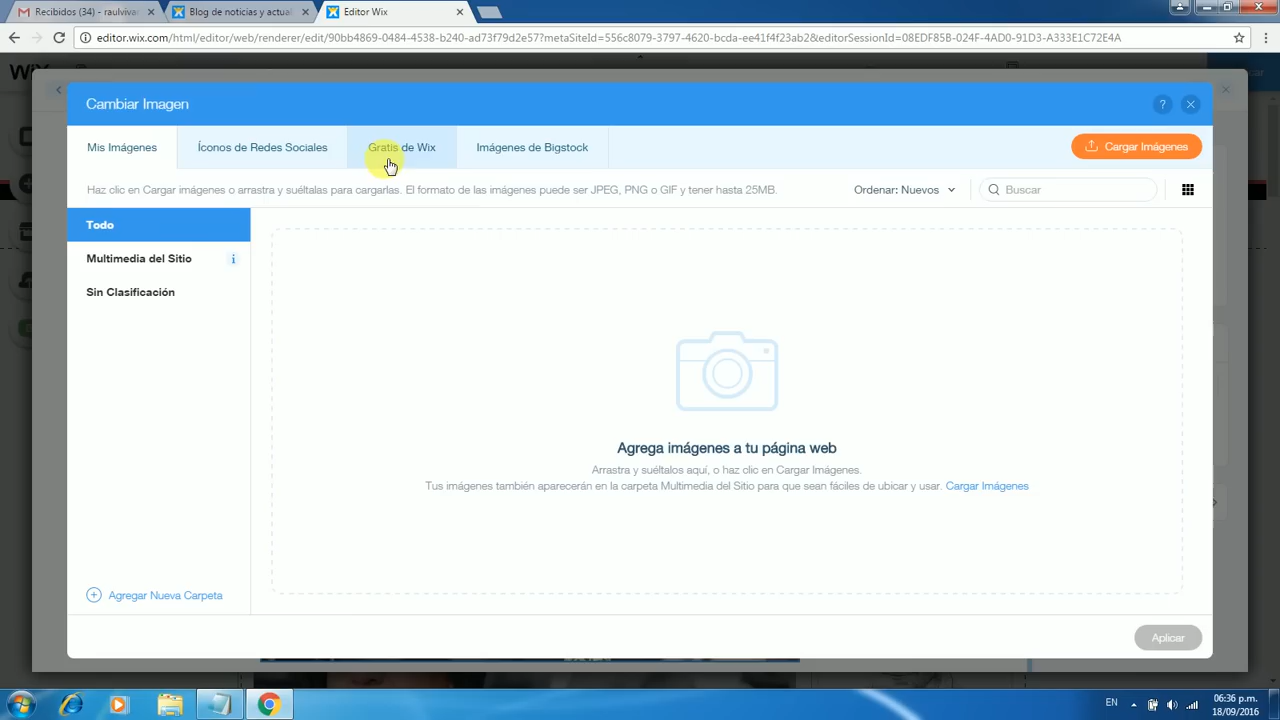 Recibidos (34) - raulvivar
Blog de noticias y actual
Editor Wix
editor.wix.com/html/editor/web/renderer/edit/90bb4869-0484-4538-b240-ad73f79d2e57?metaSiteId=556c8079-3797-4620-bcda-ee41f4f23ab2&editorSessionId=08EDF85B-024F-4AD0-91D3-A333E1C72E4A
Cambiar Imagen
?
Mis Imágenes
Íconos de Redes Sociales
Gratis de Wix
Imágenes de Bigstock
Cargar Imágenes
Haz clic en Cargar imágenes o arrastra y suéltalas para cargarlas. El formato de las imágenes puede ser JPEG, PNG o GIF y tener hasta 25MB.
Ordenar: Nuevos
Buscar
Todo
Multimedia del Sitio
i
Sin Clasificación
Agrega imágenes a tu página web
Arrastra y suéltalos aquí, o haz clic en Cargar Imágenes.
Tus imágenes también aparecerán en la carpeta Multimedia del Sitio para que sean fáciles de ubicar y usar. Cargar Imágenes
Agregar Nueva Carpeta
Aplicar
EN
06:36 p.m.
18/09/2016